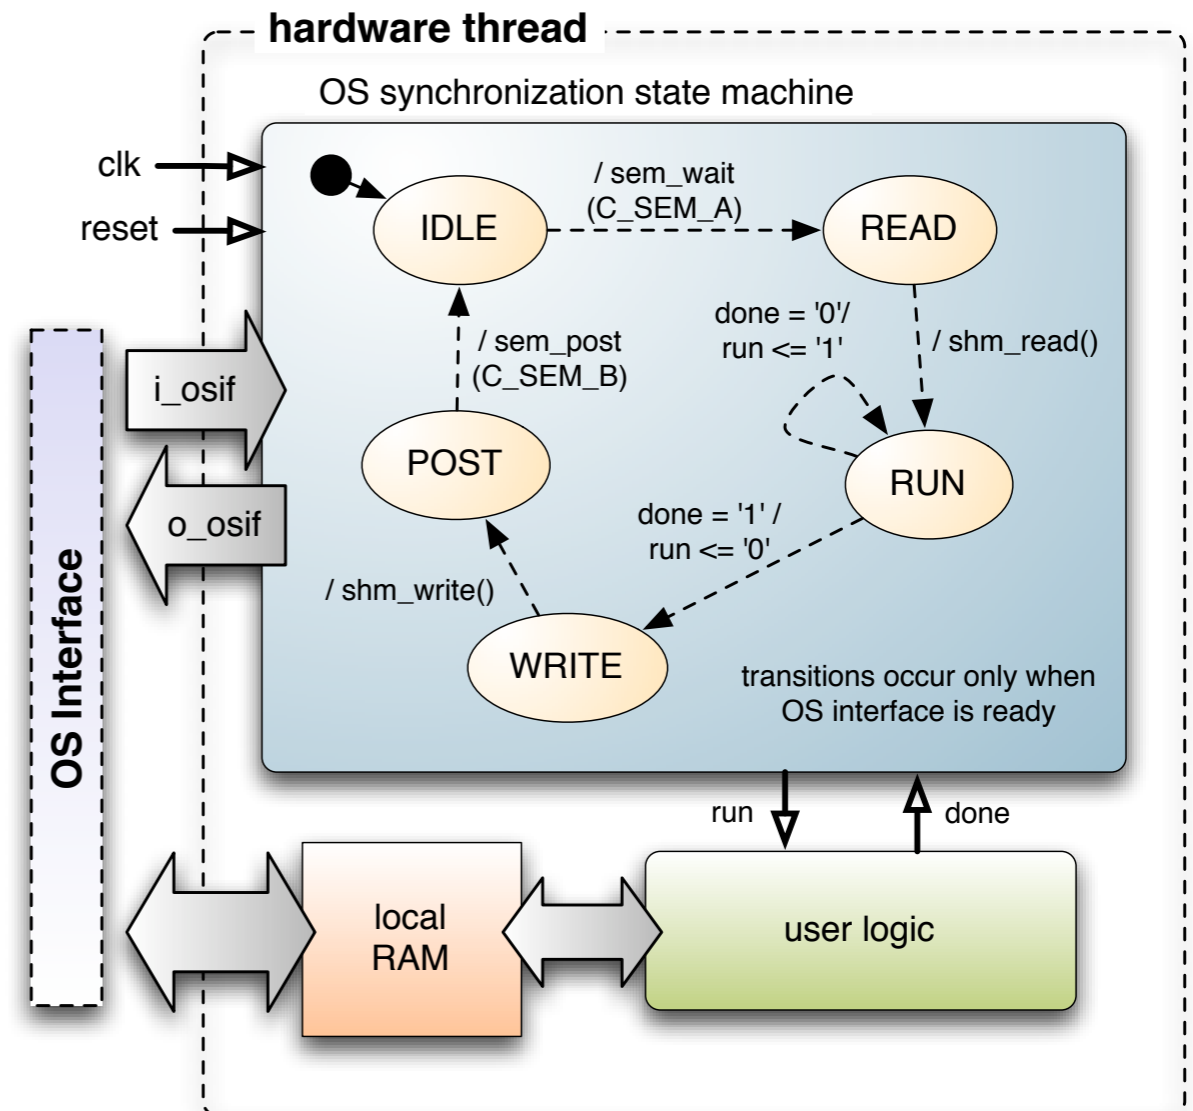 hardware thread
OS synchronization state machine
clk
reset
/ sem_wait
(C_SEM_A)
IDLE
READ
done = '0'/
run <= '1'
/ shm_read()
/ sem_post
(C_SEM_B)
i_osif
POST
RUN
o_osif
done = '1' /
run <= '0'
/ shm_write()
WRITE
transitions occur only when
OS interface is ready
OS Interface
run
done
local
RAM
user logic